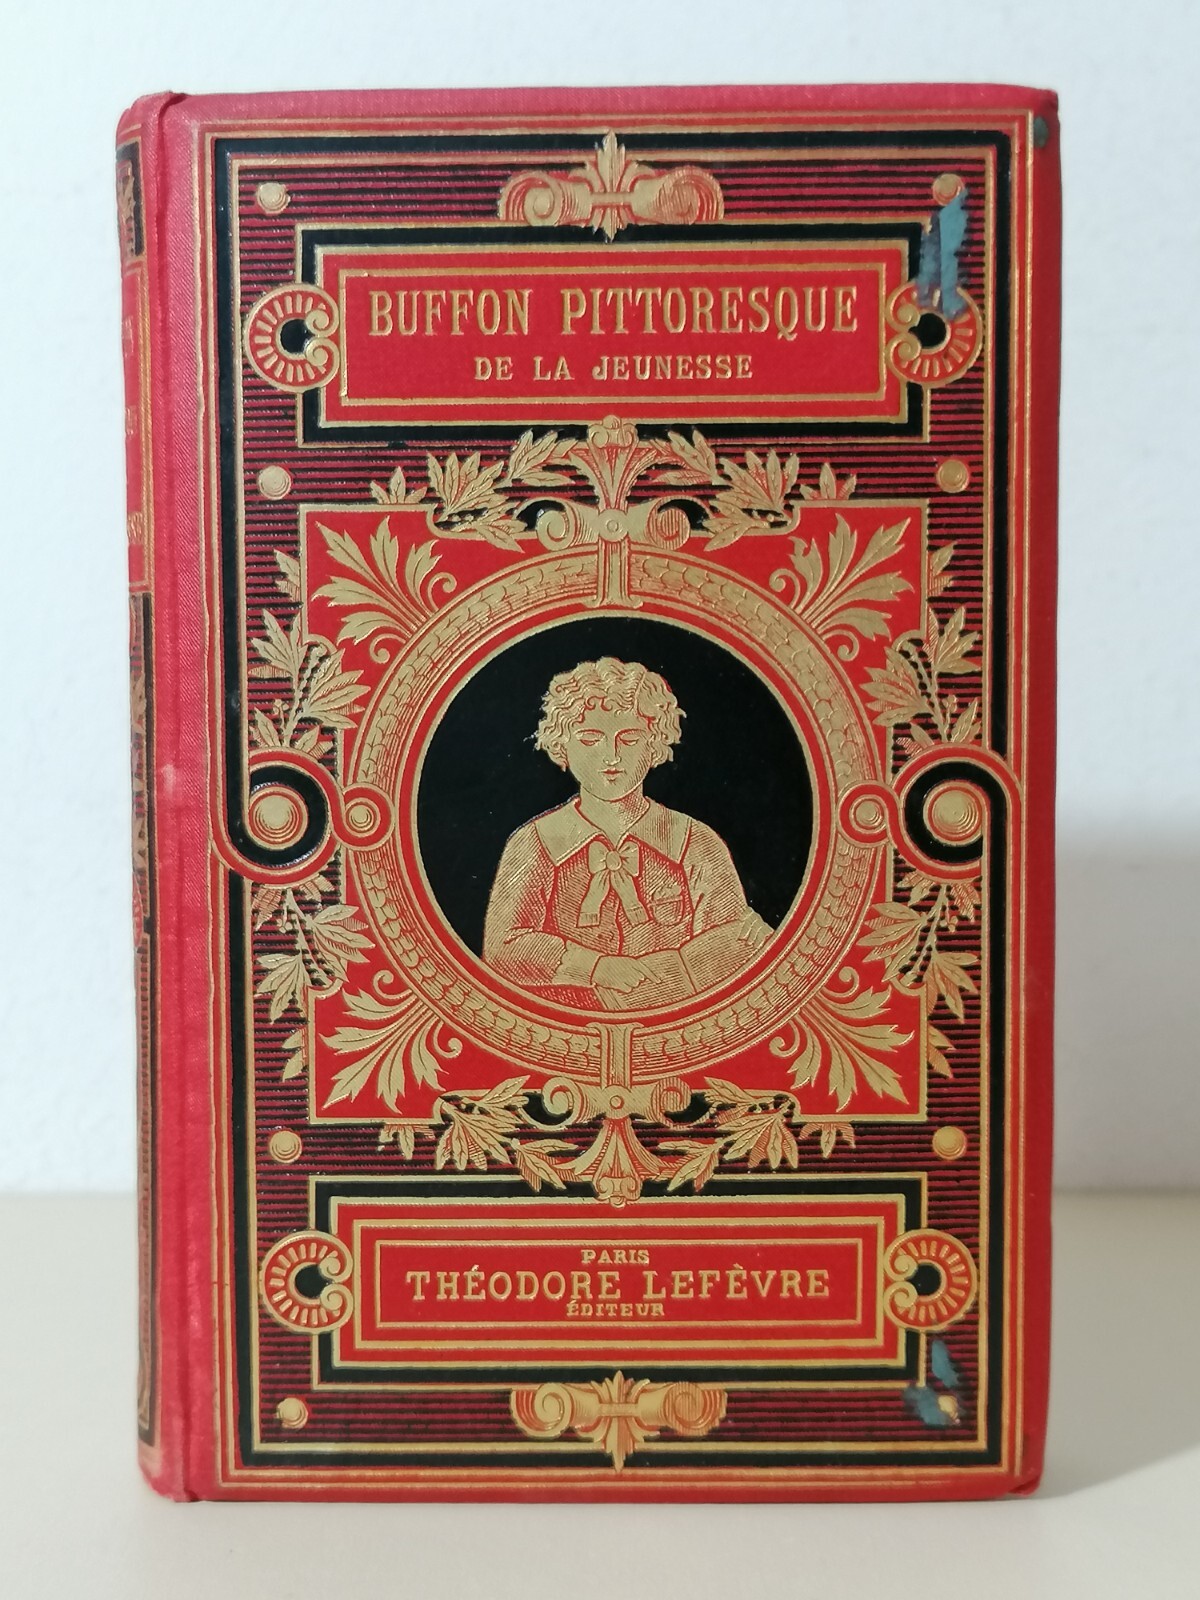 BUFFON PITTORESQUE
DE LA JEUNESSE
PARIS
THÉODORE LEFÈVRE
ÉDITEUR